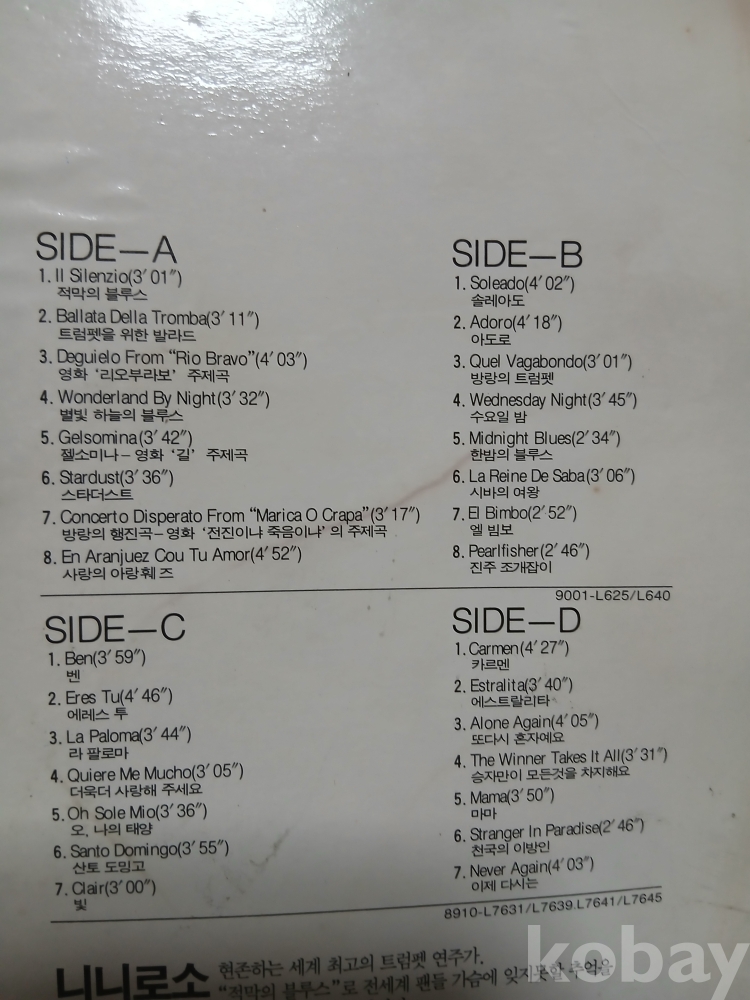 SIDE—A
1. Il Silenzio(3′01″)
적막의 블루스
2. Ballata Della Tromba(3′11″)
트럼펫을 위한 발라드
3. Deguielo From “Rio Bravo”(4′03″)
영화 ‘리오부라보’ 주제곡
4. Wonderland By Night(3′32″)
별빛 하늘의 블루스
5. Gelsomina(3′42″)
젤소미나– 영화 ‘길’ 주제곡
6. Stardust(3′36″)
스타더스트
7. Concerto Disperato From “Marica O Crapa”(3′17″)
방랑의 행진곡– 영화 ‘전진이냐 죽음이냐’ 의 주제곡
8. En Aranjuez Cou Tu Amor(4′52″)
사랑의 아랑훼즈
SIDE—B
1. Soleado(4′02″)
솔레아도
2. Adoro(4′18″)
아도로
3. Quel Vagabondo(3′01″)
방랑의 트럼펫
4. Wednesday Night(3′45″)
수요일 밤
5. Midnight Blues(2′34″)
한밤의 블루스
6. La Reine De Saba(3′06″)
시바의 여왕
7. El Bimbo(2′52″)
엘 빔보
8. Pearlfisher(2′46″)
진주 조개잡이
9001-L625/L640
SIDE—C
1. Ben(3′59″)
벤
2. Eres Tu(4′46″)
에레스 투
3. La Paloma(3′44″)
라 팔로마
4. Quiere Me Mucho(3′05″)
더욱더 사랑해 주세요
5. Oh Sole Mio(3′36″)
오, 나의 태양
6. Santo Domingo(3′55″)
산토 도밍고
7. Clair(3′00″)
빛
SIDE—D
1. Carmen(4′27″)
카르멘
2. Estralita(3′40″)
에스트랄리타
3. Alone Again(4′05″)
또다시 혼자예요
4. The Winner Takes It All(3′31″)
승자만이 모든것을 차지해요
5. Mama(3′50″)
마마
6. Stranger In Paradise(2′46″)
천국의 이방인
7. Never Again(4′03″)
이제 다시는
8910-L7631/L7639.L7641/L7645
니니로소
현존하는 세계 최고의 트럼펫 연주가.
“적막의 블루스”로 전세계 팬들 가슴에 잊지못할 추억을
kobay